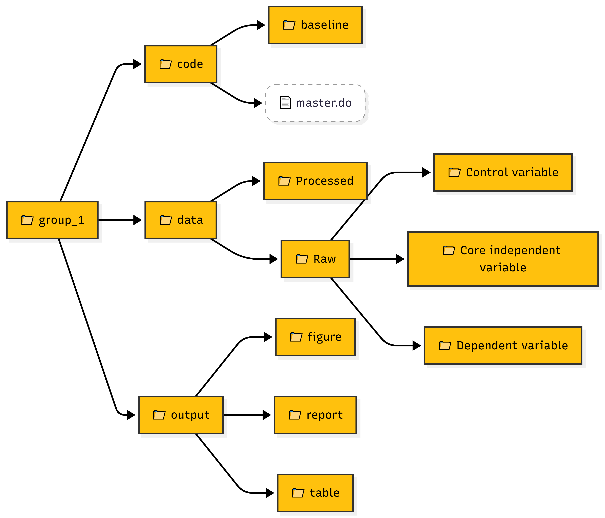 baseline
code
master.do
Processed
Control variable
group_1
data
Core independent
variable
Raw
Dependent variable
figure
output
report
table